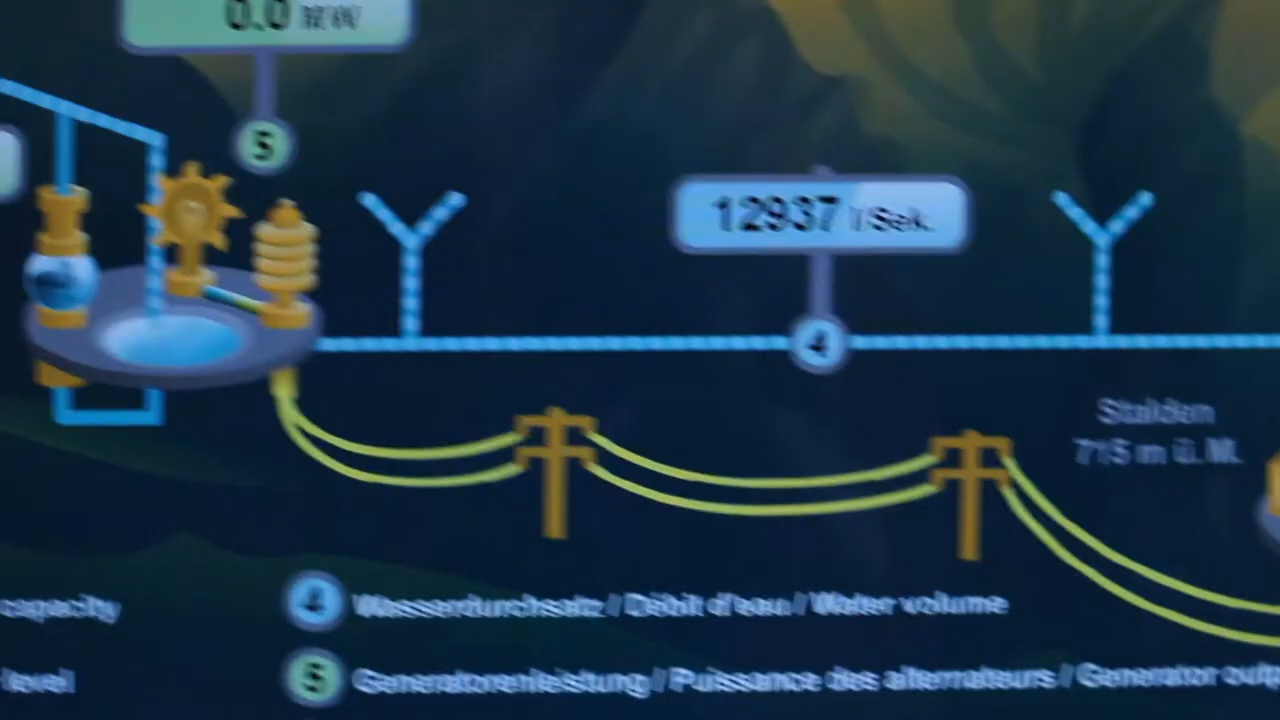 0.0 MW
5
12937 l/Sek.
4
Stalden
715 m ü. M.
capacity
4 Wasserdurchsatz / Débit d'eau / Water volume
level
5 Generatorenleistung / Puissance des alternateurs / Generator outp